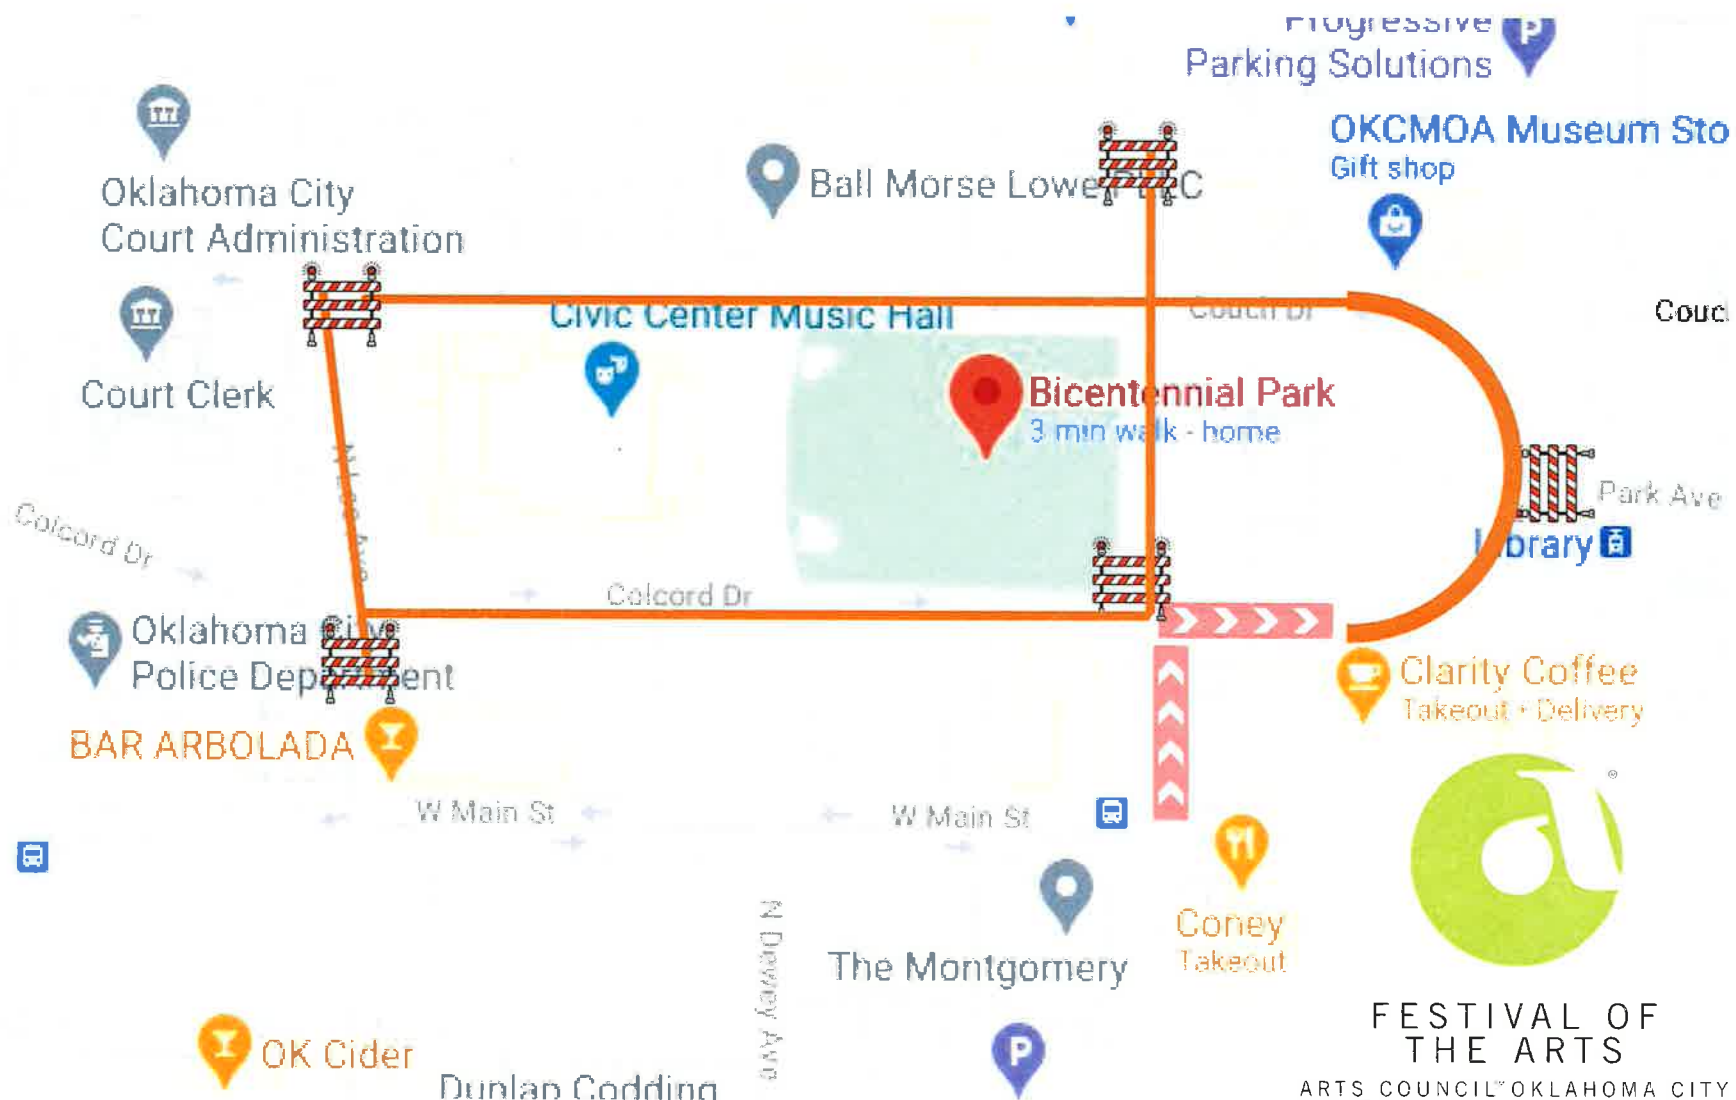 Progressive
Parking Solutions
OKCMOA Museum Sto
Gift shop
Oklahoma City
Court Administration
Ball Morse Lowe C
Couch Dr
Couc
Civic Center Music Hall
Court Clerk
Bicentennial Park
3 min walk - home
N Lee Ave
Park Ave
Colcord Dr
Library
Colcord Dr
Oklahoma City
Police Department
Clarity Coffee
Takeout • Delivery
BAR ARBOLADA
W Main St
W Main St
®
Coney
Takeout
The Montgomery
N Dewey Ave
P
P
OK Cider
Dunlap Codding
FESTIVAL OF
THE ARTS
ARTS COUNCIL OKLAHOMA CITY